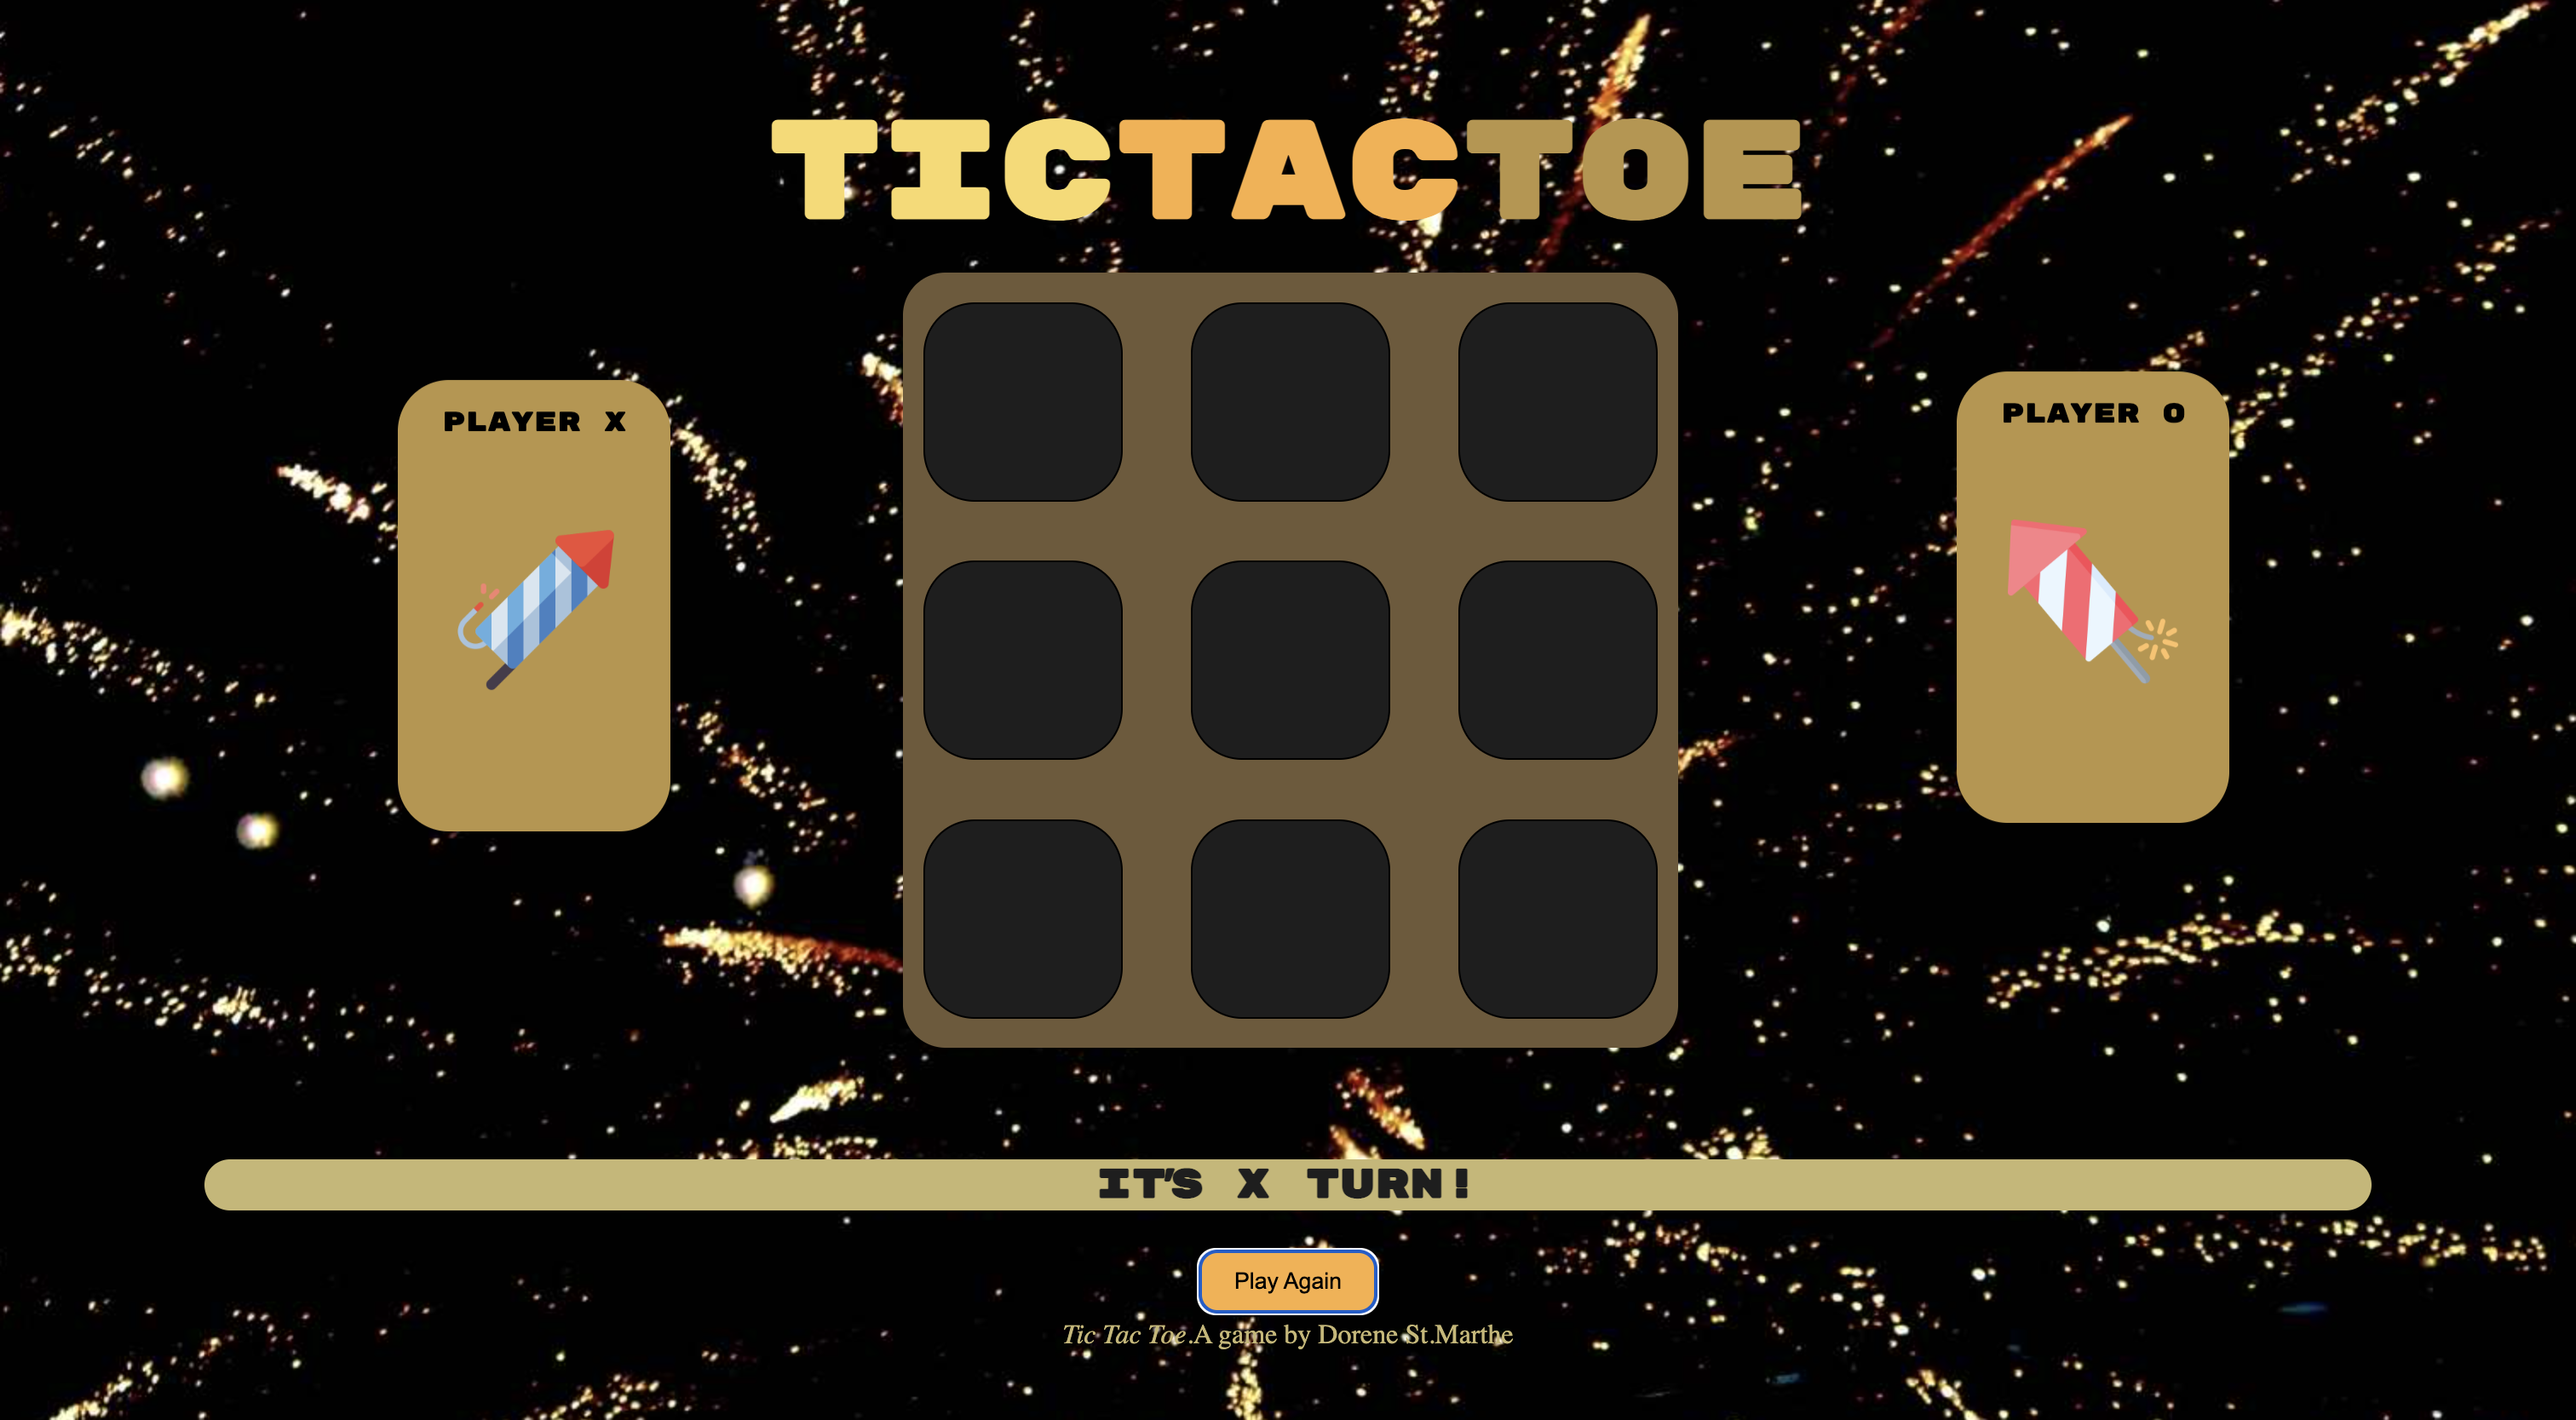 TICTACTOE
PLAYER X
PLAYER O
IT'S X TURN!
Play Again
Tic Tac Toe.A game by Dorene St.Marthe